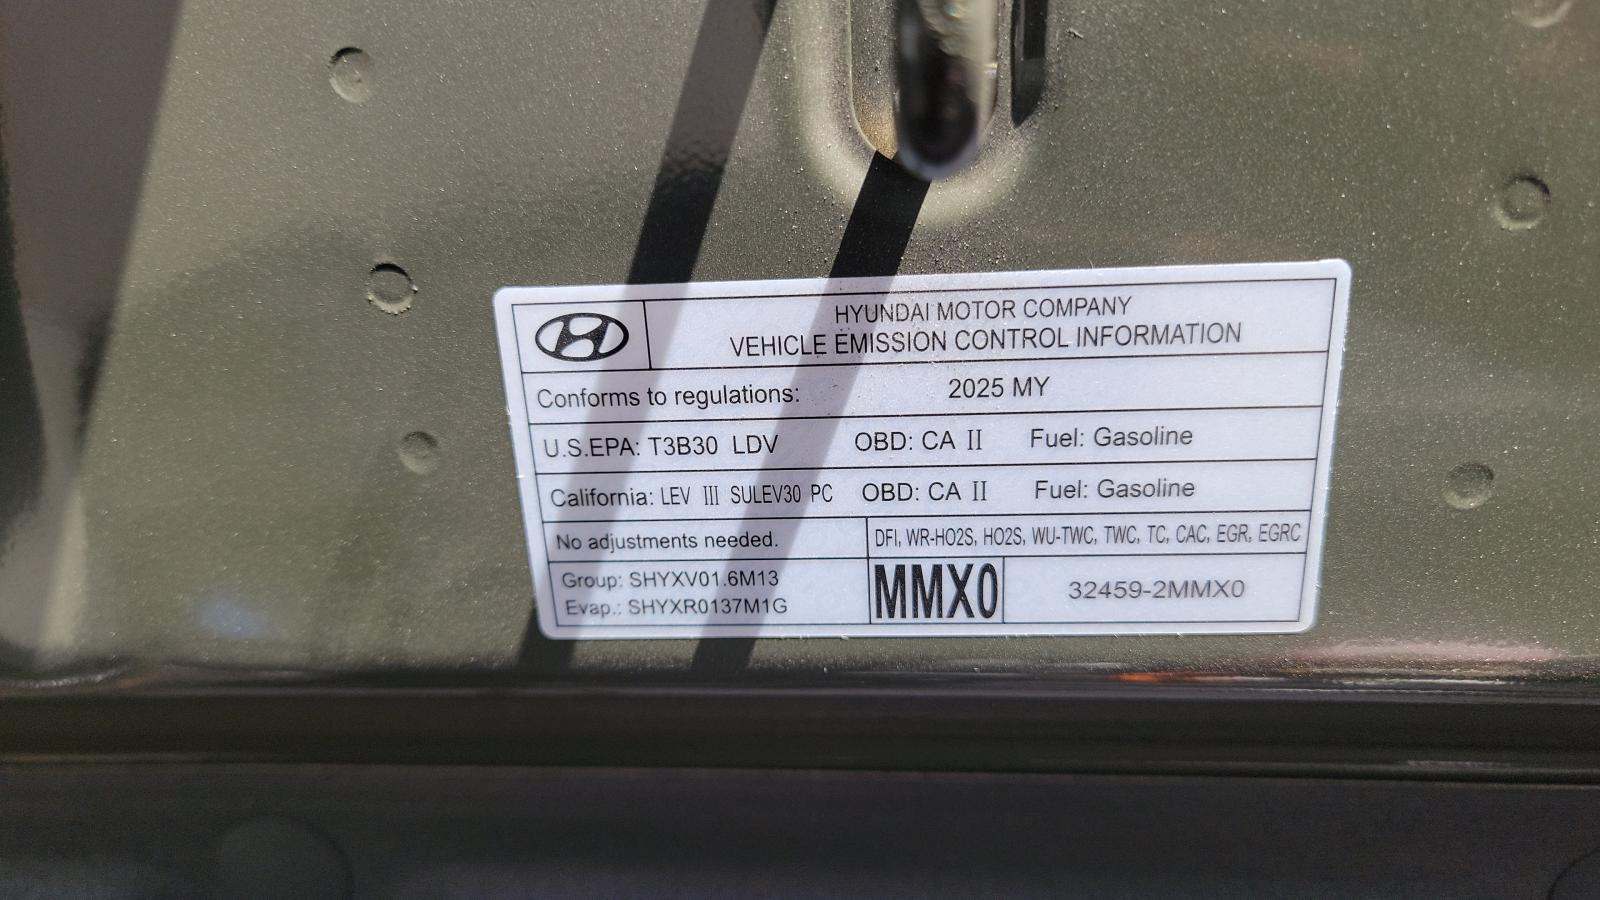 HYUNDAI MOTOR COMPANY
VEHICLE EMISSION CONTROL INFORMATION
Conforms to regulations: 2025 MY
U.S.EPA: T3B30 LDV OBD: CA II Fuel: Gasoline
California: LEV III SULEV30 PC OBD: CA II Fuel: Gasoline
No adjustments needed. DFI, WR-HO2S, HO2S, WU-TWC, TWC, TC, CAC, EGR, EGRC
Group: SHYXV01.6M13
Evap.: SHYXR0137M1G
MMX0 32459-2MMX0